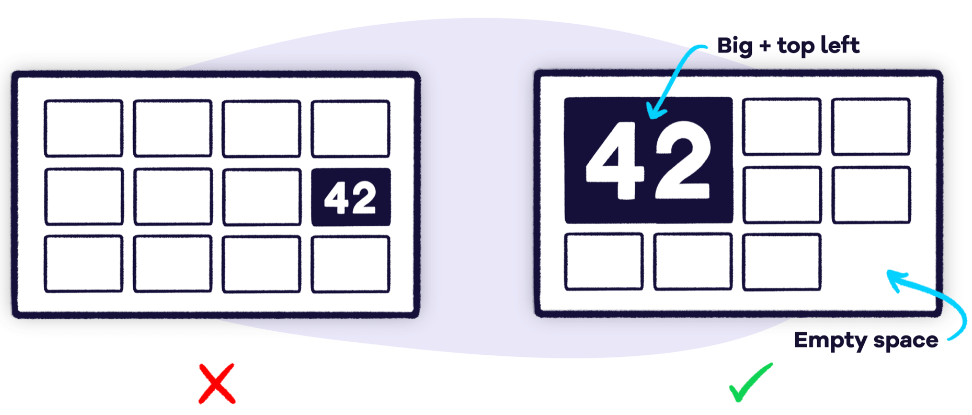 Big + top left
42
42
Empty space